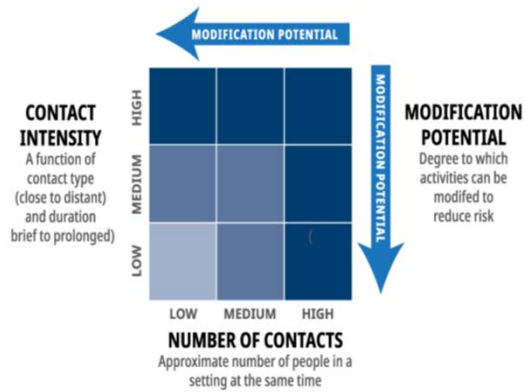 MODIFICATION POTENTIAL
CONTACT
INTENSITY
A function of
contact type
(close to distant)
and duration
brief to prolonged)
HIGH
MEDIUM
LOW
MODIFICATION POTENTIAL
MODIFICATION
POTENTIAL
Degree to which
activities can be
modifed to
reduce risk
(
LOW MEDIUM HIGH
NUMBER OF CONTACTS
Approximate number of people in a
setting at the same time